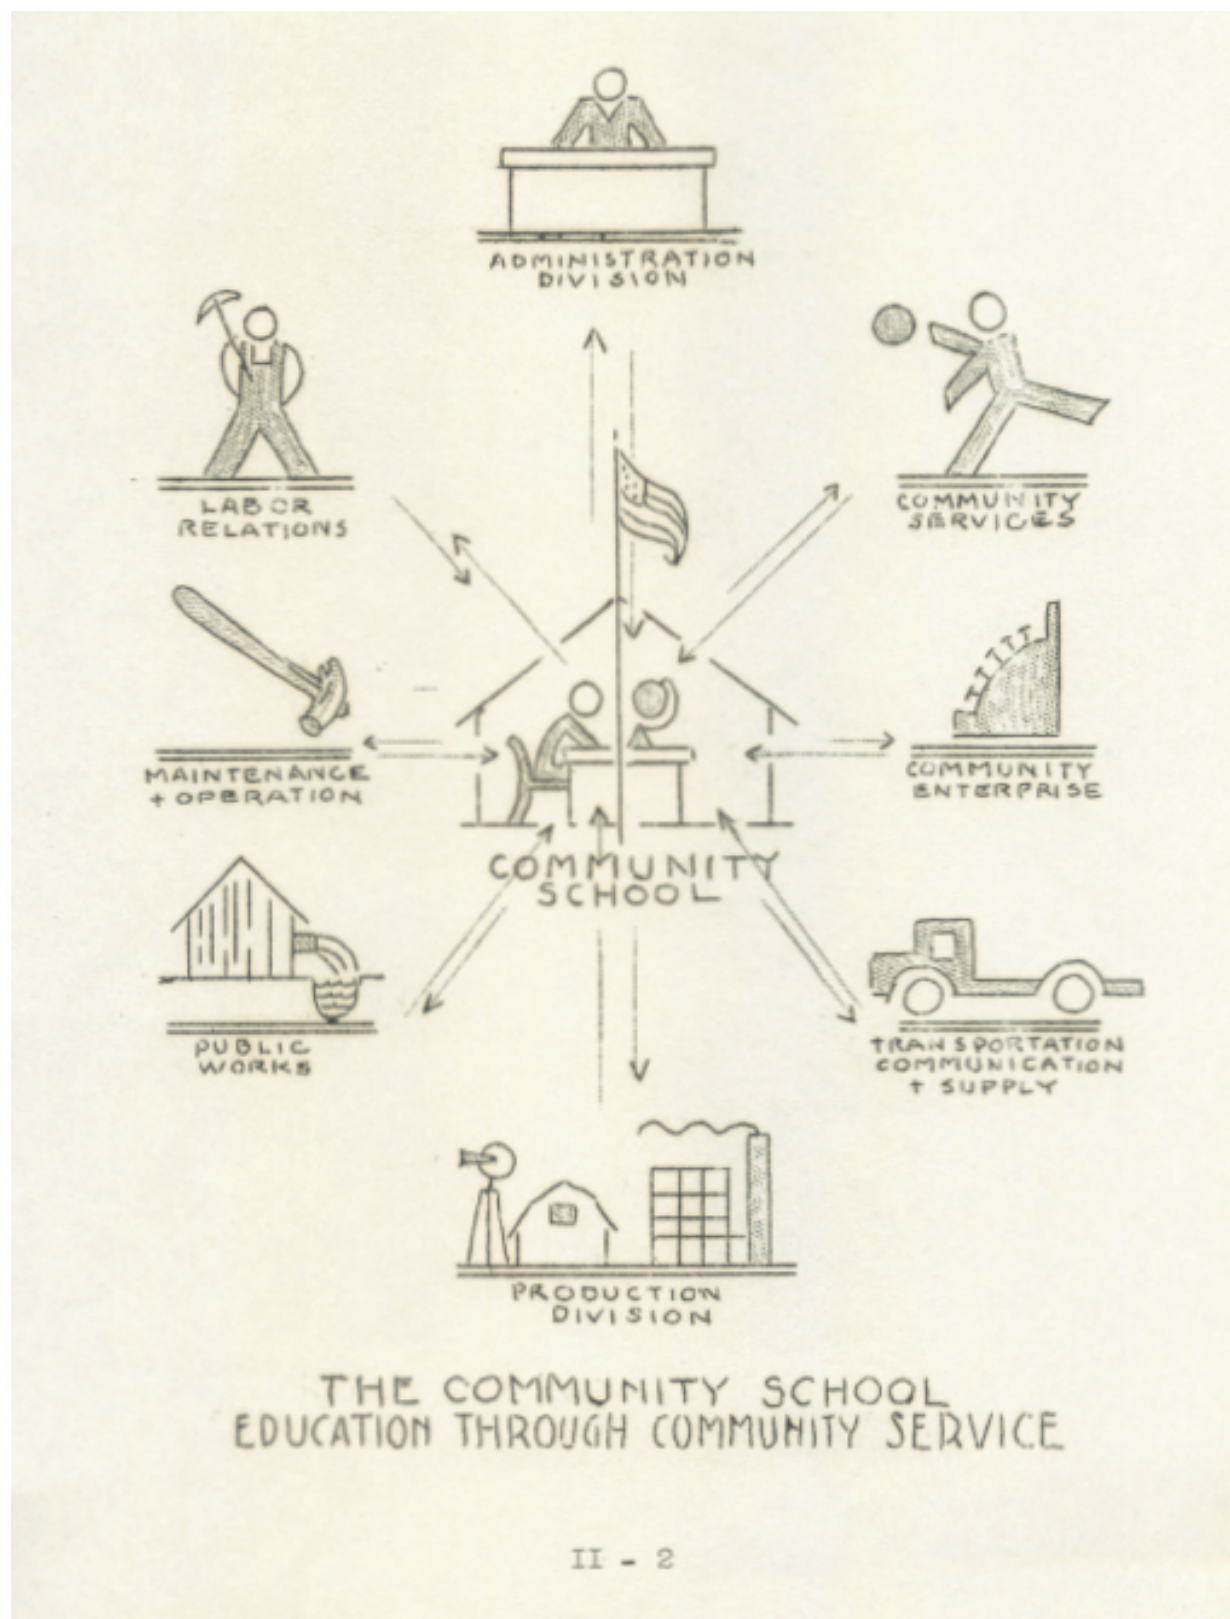 ADMINISTRATION
DIVISION
LABOR
RELATIONS
COMMUNITY
SERVICES
MAINTENANCE
+ OPERATION
COMMUNITY
ENTERPRISE
COMMUNITY
SCHOOL
PUBLIC
WORKS
TRANSPORTATION
COMMUNICATION
+ SUPPLY
PRODUCTION
DIVISION
THE COMMUNITY SCHOOL
EDUCATION THROUGH COMMUNITY SERVICE
II - 2